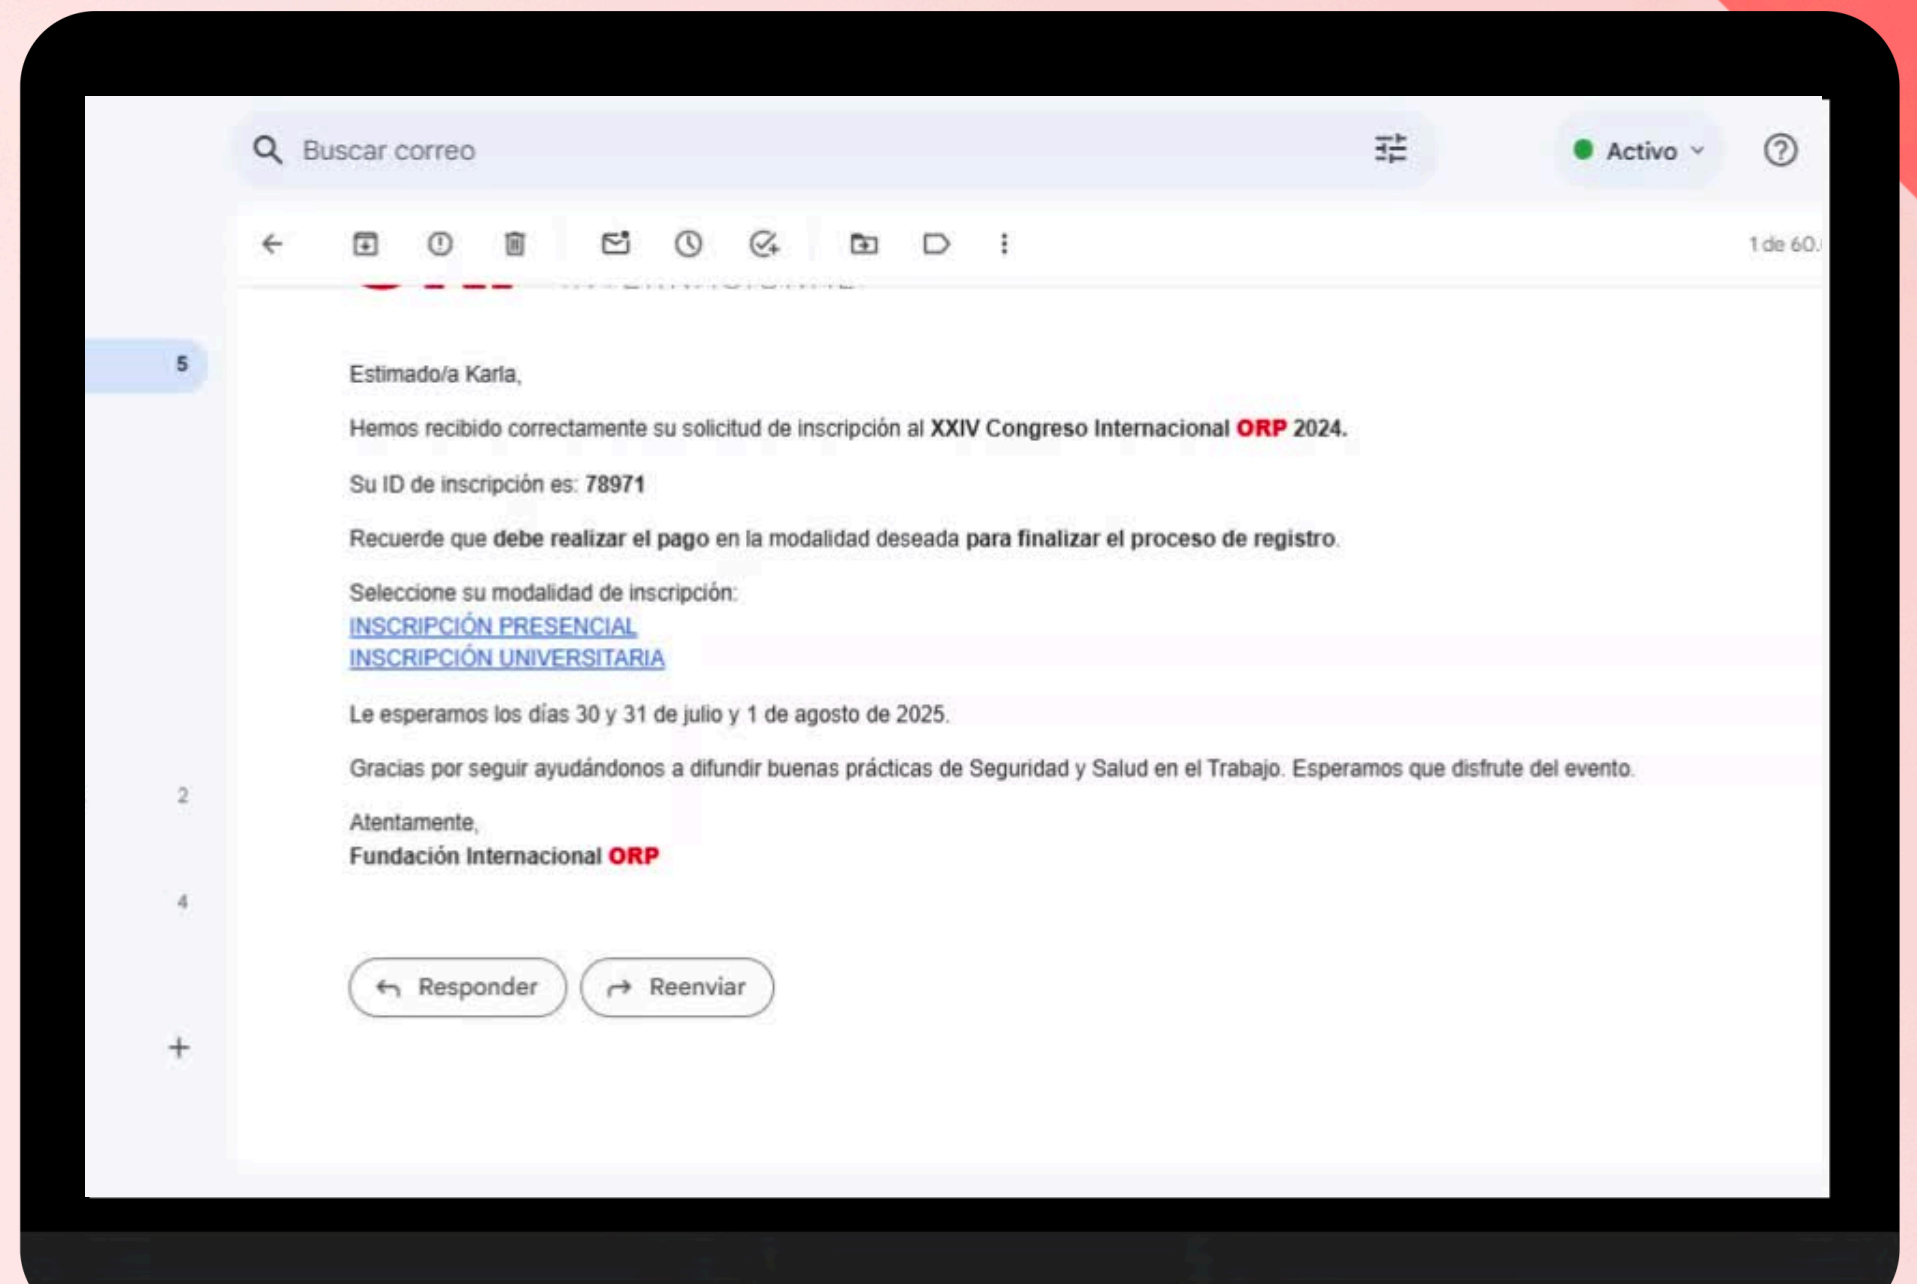 Buscar correo
Activo
1 de 60.
INTERNACIONAL
5
Estimado/a Karla,
Hemos recibido correctamente su solicitud de inscripción al XXIV Congreso Internacional ORP 2024.
Su ID de inscripción es: 78971
Recuerde que debe realizar el pago en la modalidad deseada para finalizar el proceso de registro.
Seleccione su modalidad de inscripción:
INSCRIPCIÓN PRESENCIAL
INSCRIPCIÓN UNIVERSITARIA
Le esperamos los días 30 y 31 de julio y 1 de agosto de 2025.
Gracias por seguir ayudándonos a difundir buenas prácticas de Seguridad y Salud en el Trabajo. Esperamos que disfrute del evento.
2
Atentamente,
Fundación Internacional ORP
4
Responder
Reenviar